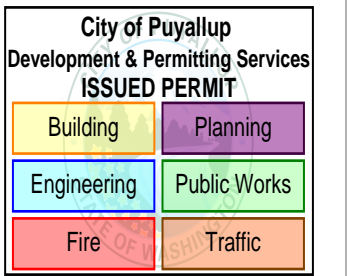 City of Puyallup
Development & Permitting Services
ISSUED PERMIT
Building Planning
Engineering Public Works
Fire Traffic